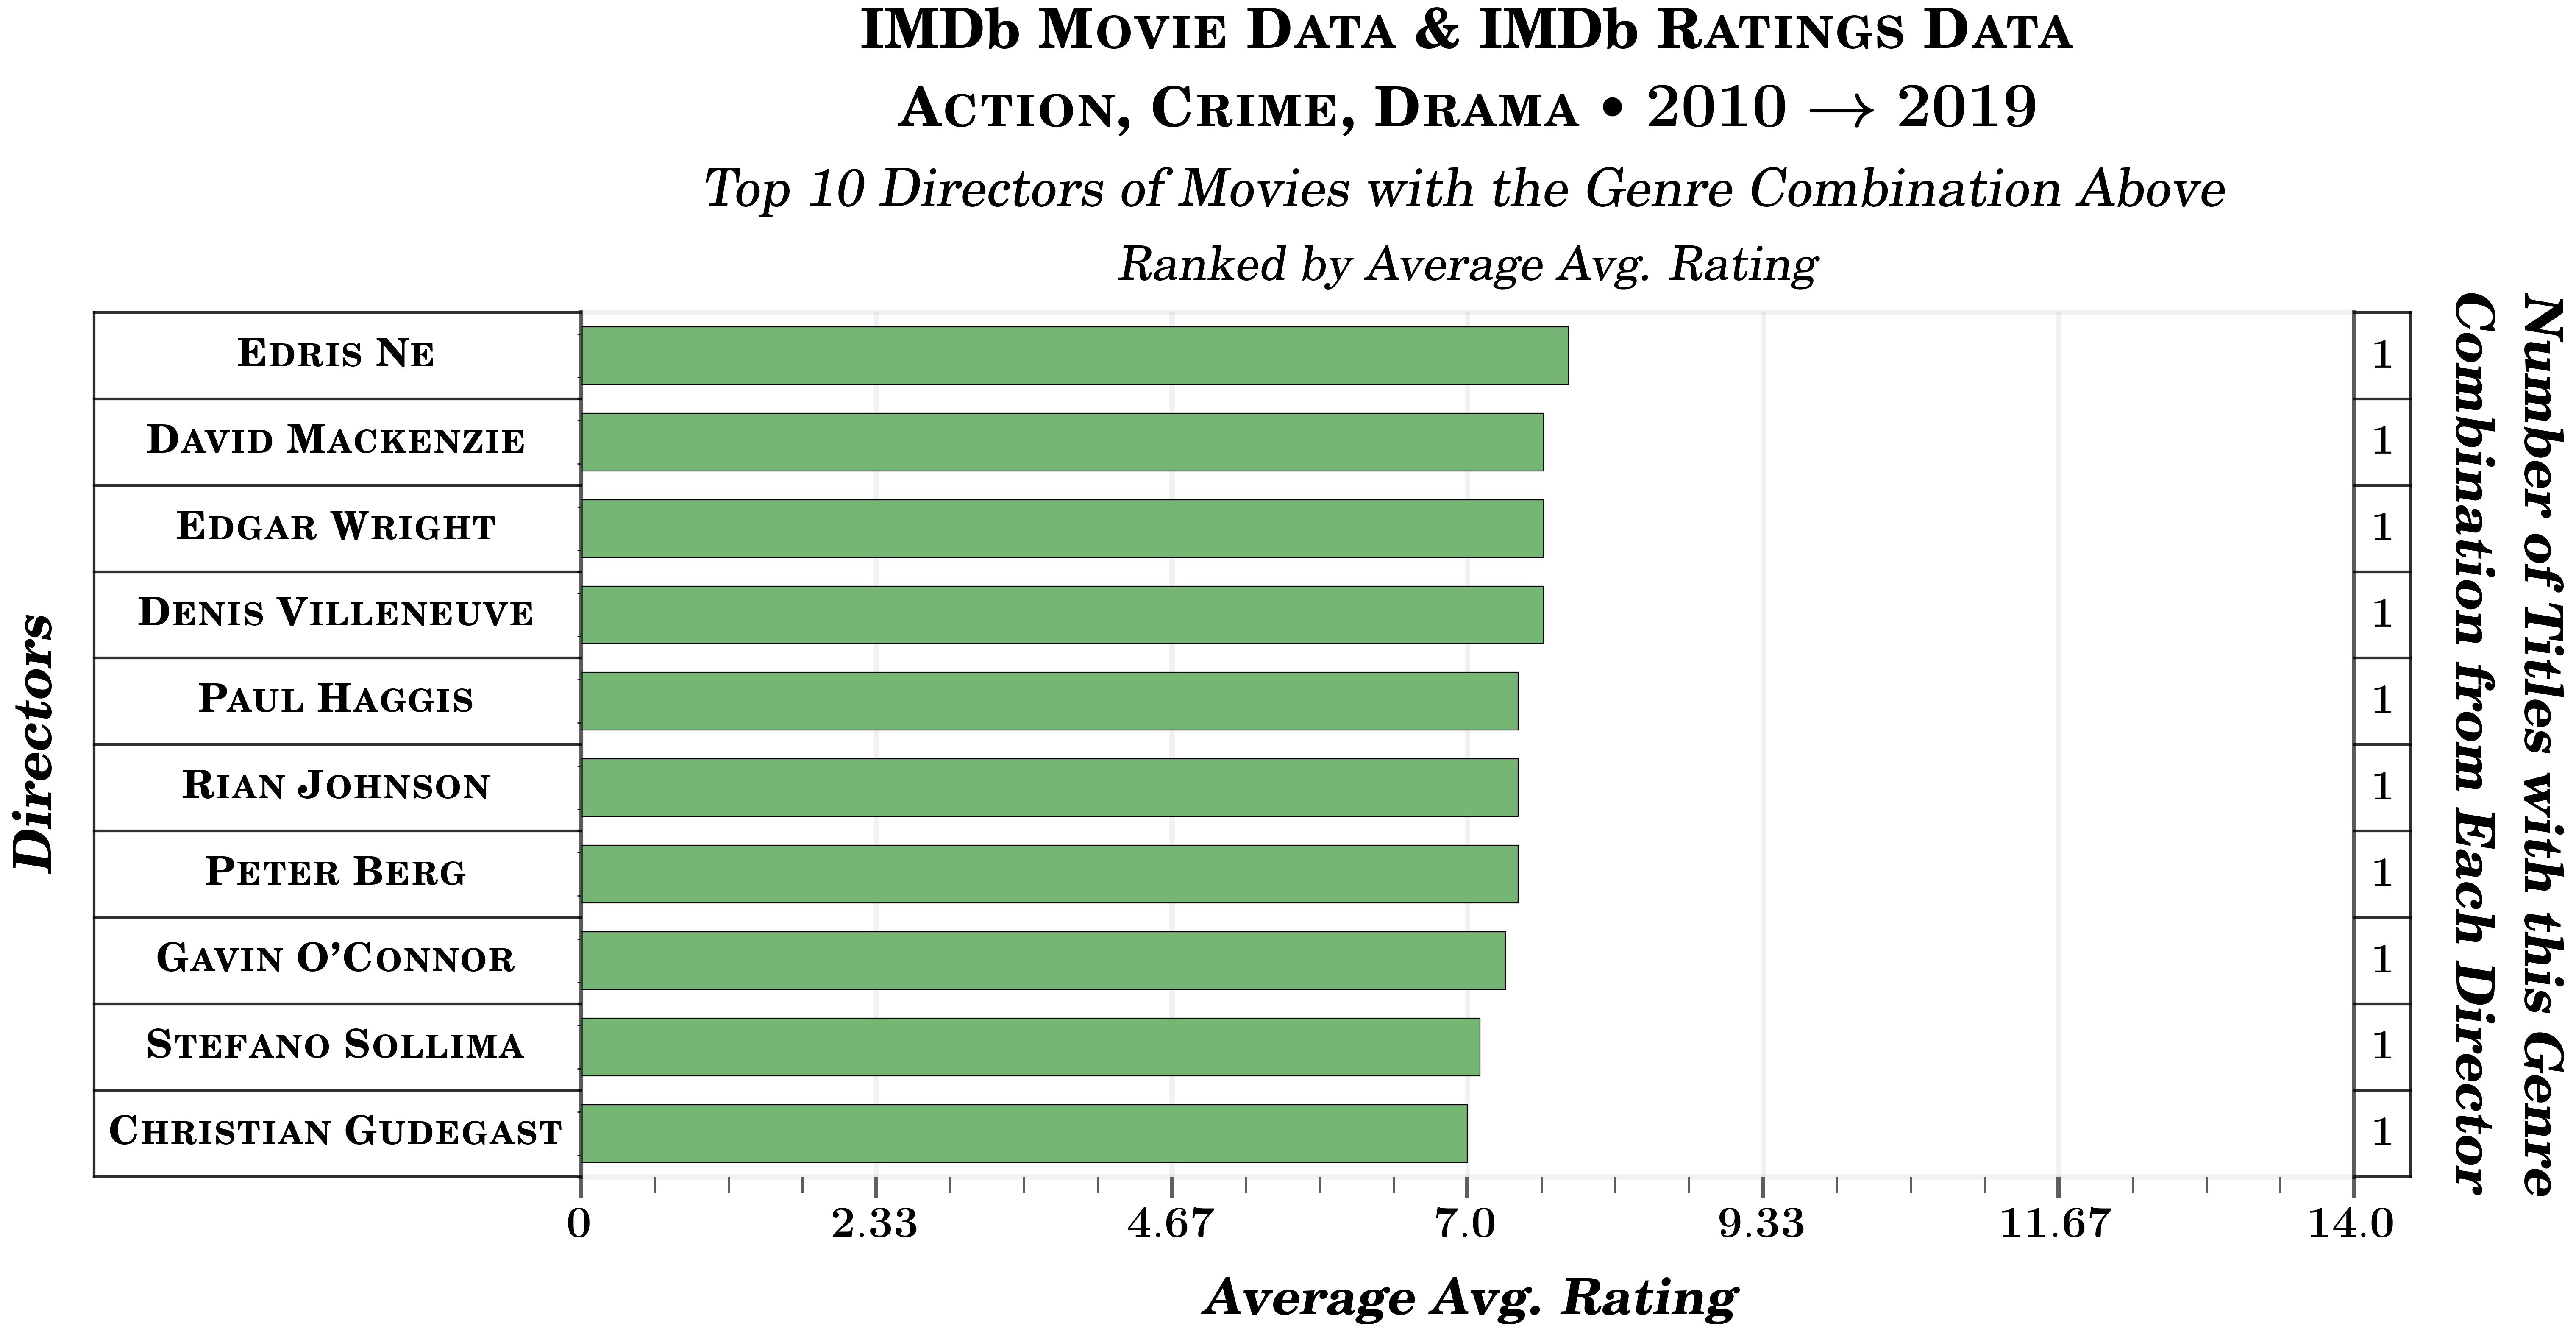 IMDb Movie Data & IMDb Ratings Data
Action, Crime, Drama • 2010 → 2019
Top 10 Directors of Movies with the Genre Combination Above
Ranked by Average Avg. Rating
Directors
Edris Ne 1
David Mackenzie 1
Edgar Wright 1
Denis Villeneuve 1
Paul Haggis 1
Rian Johnson 1
Peter Berg 1
Gavin O’Connor 1
Stefano Sollima 1
Christian Gudegast 1
Number of Titles with this Genre
Combination from Each Director
0 2.33 4.67 7.0 9.33 11.67 14.0
Average Avg. Rating